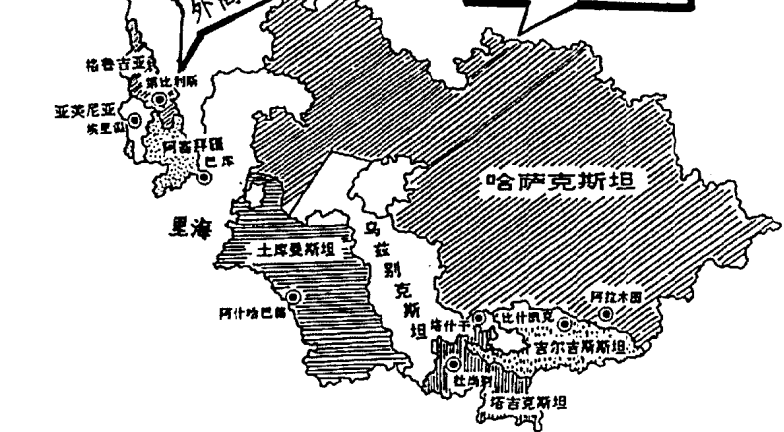 外高
格鲁吉亚
第比利斯
亚美尼亚
埃里温
阿塞拜疆
巴库
里海
哈萨克斯坦
土库曼斯坦
阿什哈巴德
乌兹别克斯坦
塔什干
比什凯克
阿拉木图
吉尔吉斯斯坦
杜尚别
塔吉克斯坦